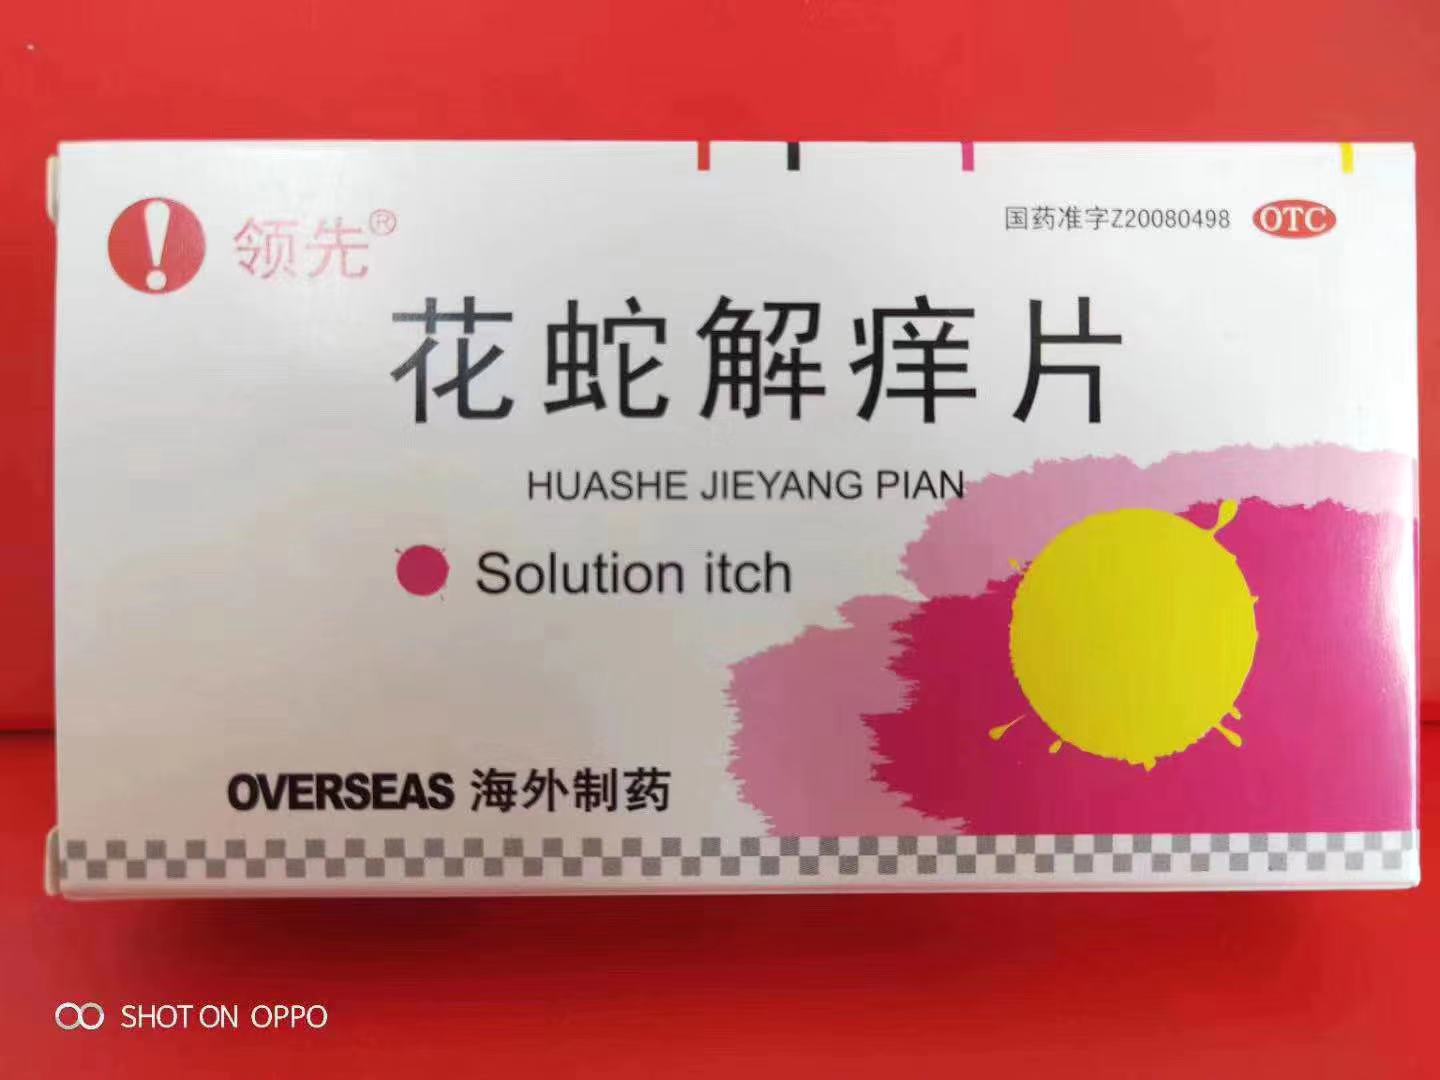 领先®
国药准字Z20080498 OTC
花蛇解痒片
HUASHE JIEYANG PIAN
Solution itch
OVERSEAS 海外制药
SHOT ON OPPO